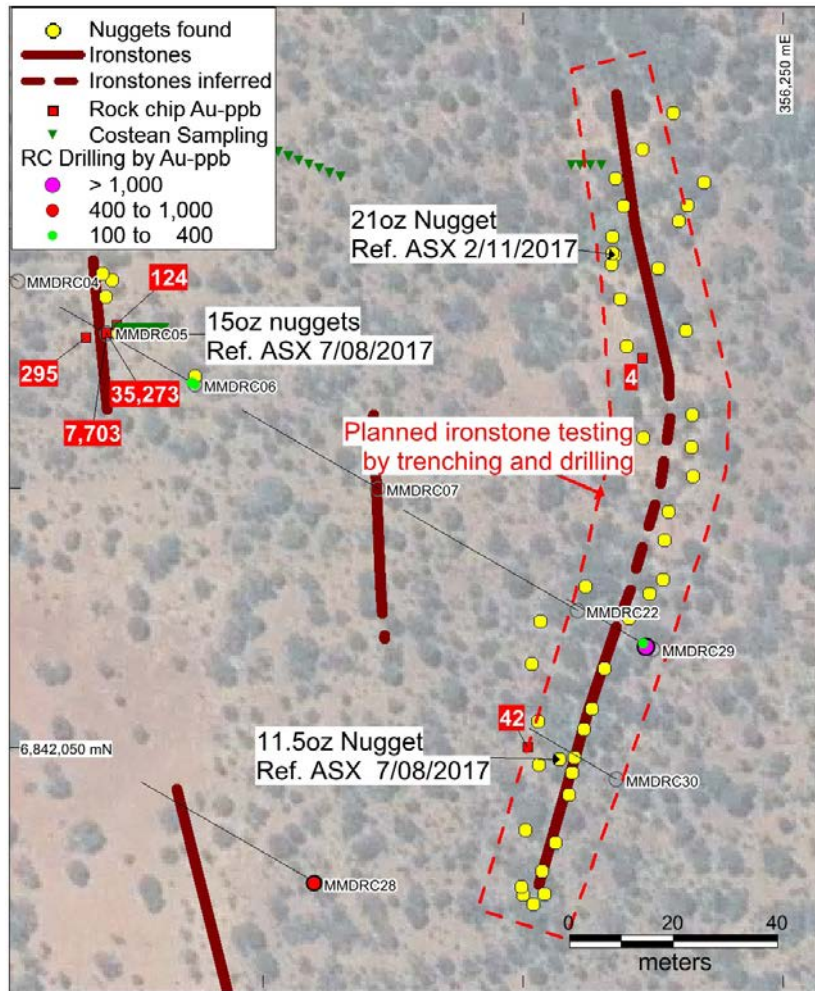 Nuggets found
Ironstones
Ironstones inferred
Rock chip Au-ppb
Costean Sampling
RC Drilling by Au-ppb
> 1,000
400 to 1,000
100 to 400
356,250 mE
21oz Nugget
Ref. ASX 2/11/2017
MMDRC04
124
MMDRC05
15oz nuggets
Ref. ASX 7/08/2017
295
35,273
MMDRC06
4
7,703
Planned ironstone testing
by trenching and drilling
MMDRC07
MMDRC22
MMDRC29
42
11.5oz Nugget
Ref. ASX 7/08/2017
6,842,050 mN
MMDRC30
MMDRC28
0 20 40
meters